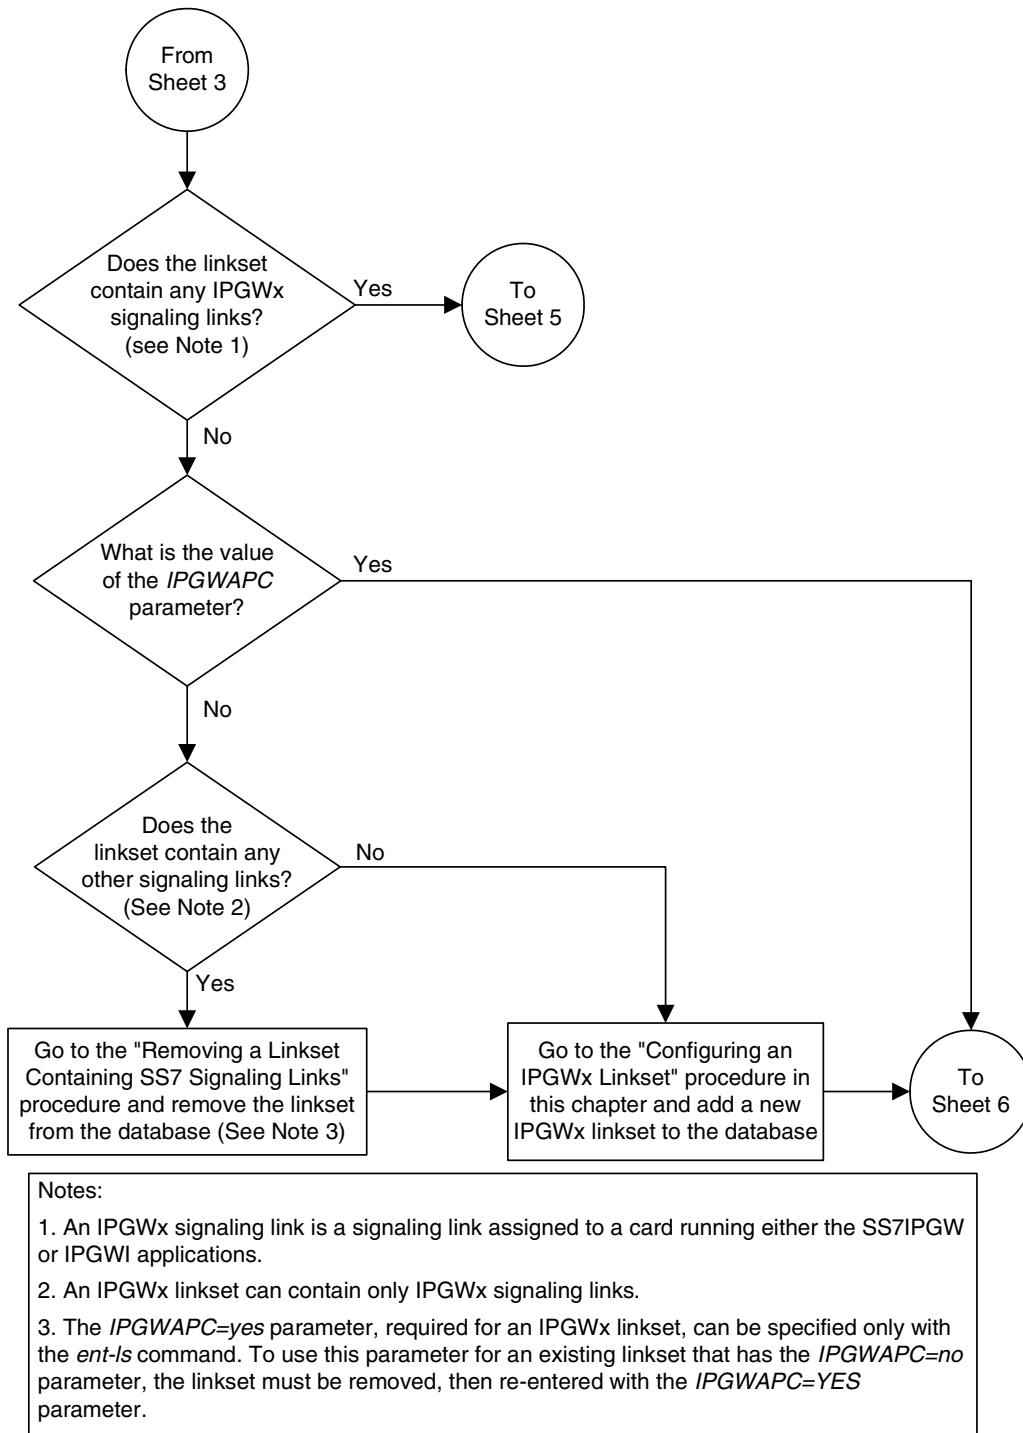 From
Sheet 3
Does the linkset
contain any IPGWx
signaling links?
(see Note 1)
Yes
To
Sheet 5
No
What is the value
of the IPGWAPC
parameter?
Yes
No
Does the
linkset contain any
other signaling links?
(See Note 2)
No
Yes
Go to the "Removing a Linkset
Containing SS7 Signaling Links"
procedure and remove the linkset
from the database (See Note 3)
Go to the "Configuring an
IPGWx Linkset" procedure in
this chapter and add a new
IPGWx linkset to the database
To
Sheet 6
Notes:
1. An IPGWx signaling link is a signaling link assigned to a card running either the SS7IPGW
or IPGWI applications.
2. An IPGWx linkset can contain only IPGWx signaling links.
3. The IPGWAPC=yes parameter, required for an IPGWx linkset, can be specified only with
the ent-ls command. To use this parameter for an existing linkset that has the IPGWAPC=no
parameter, the linkset must be removed, then re-entered with the IPGWAPC=YES
parameter.